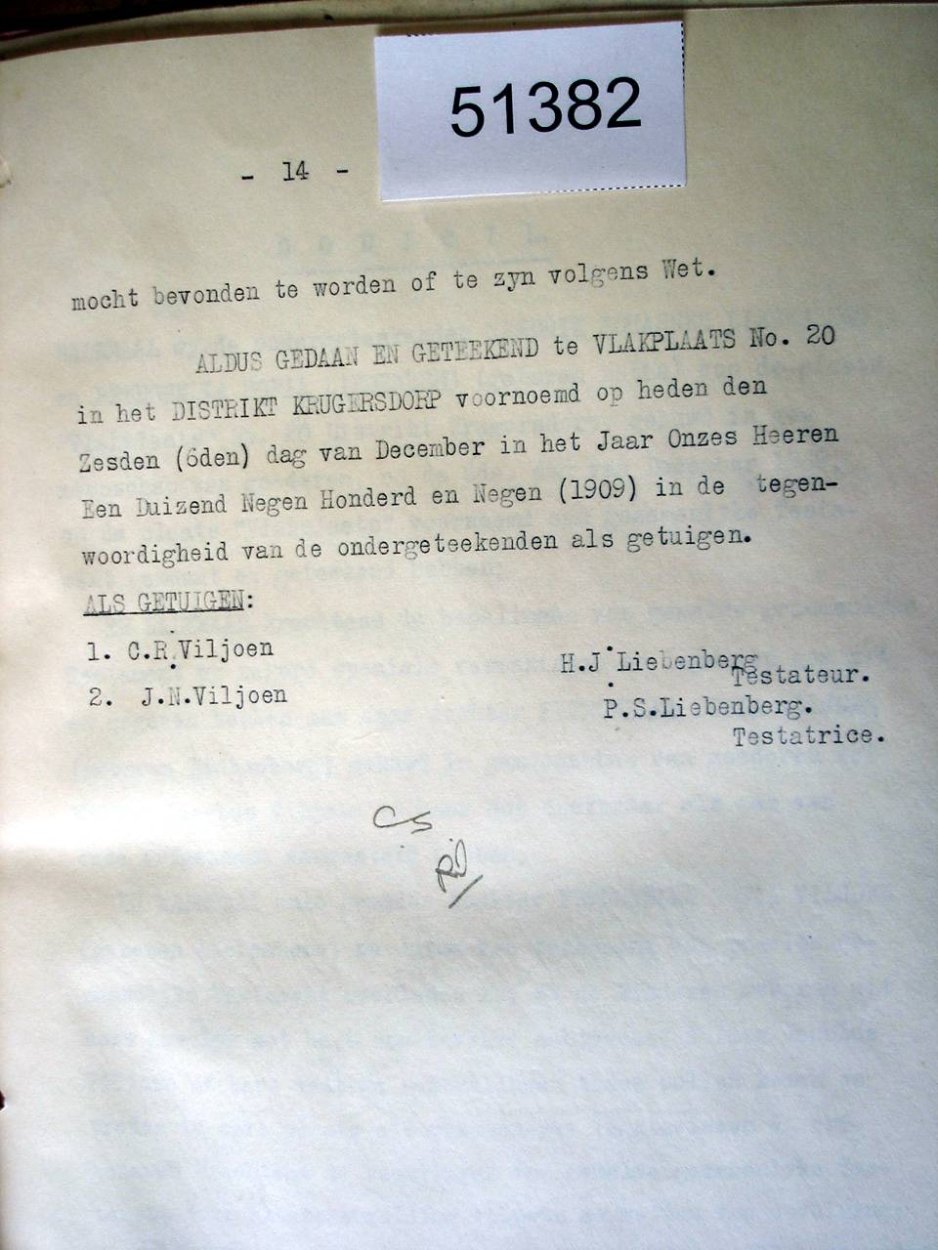 51382
- 14 -
mocht bevonden te worden of te zyn volgens Wet.
ALDUS GEDAAN EN GETEEKEND te VLAKPLAATS No. 20
in het DISTRIKT KRUGERSDORP voornoemd op heden den
Zesden (6den) dag van December in het Jaar Onzes Heeren
Een Duizend Negen Honderd en Negen (1909) in de tegen-
woordigheid van de ondergeteekenden als getuigen.
ALS GETUIGEN:
1. C.R.Viljoen
2. J.N.Viljoen
H.J Liebenberg
Testateur.
P.S.Liebenberg.
Testatrice.
CS